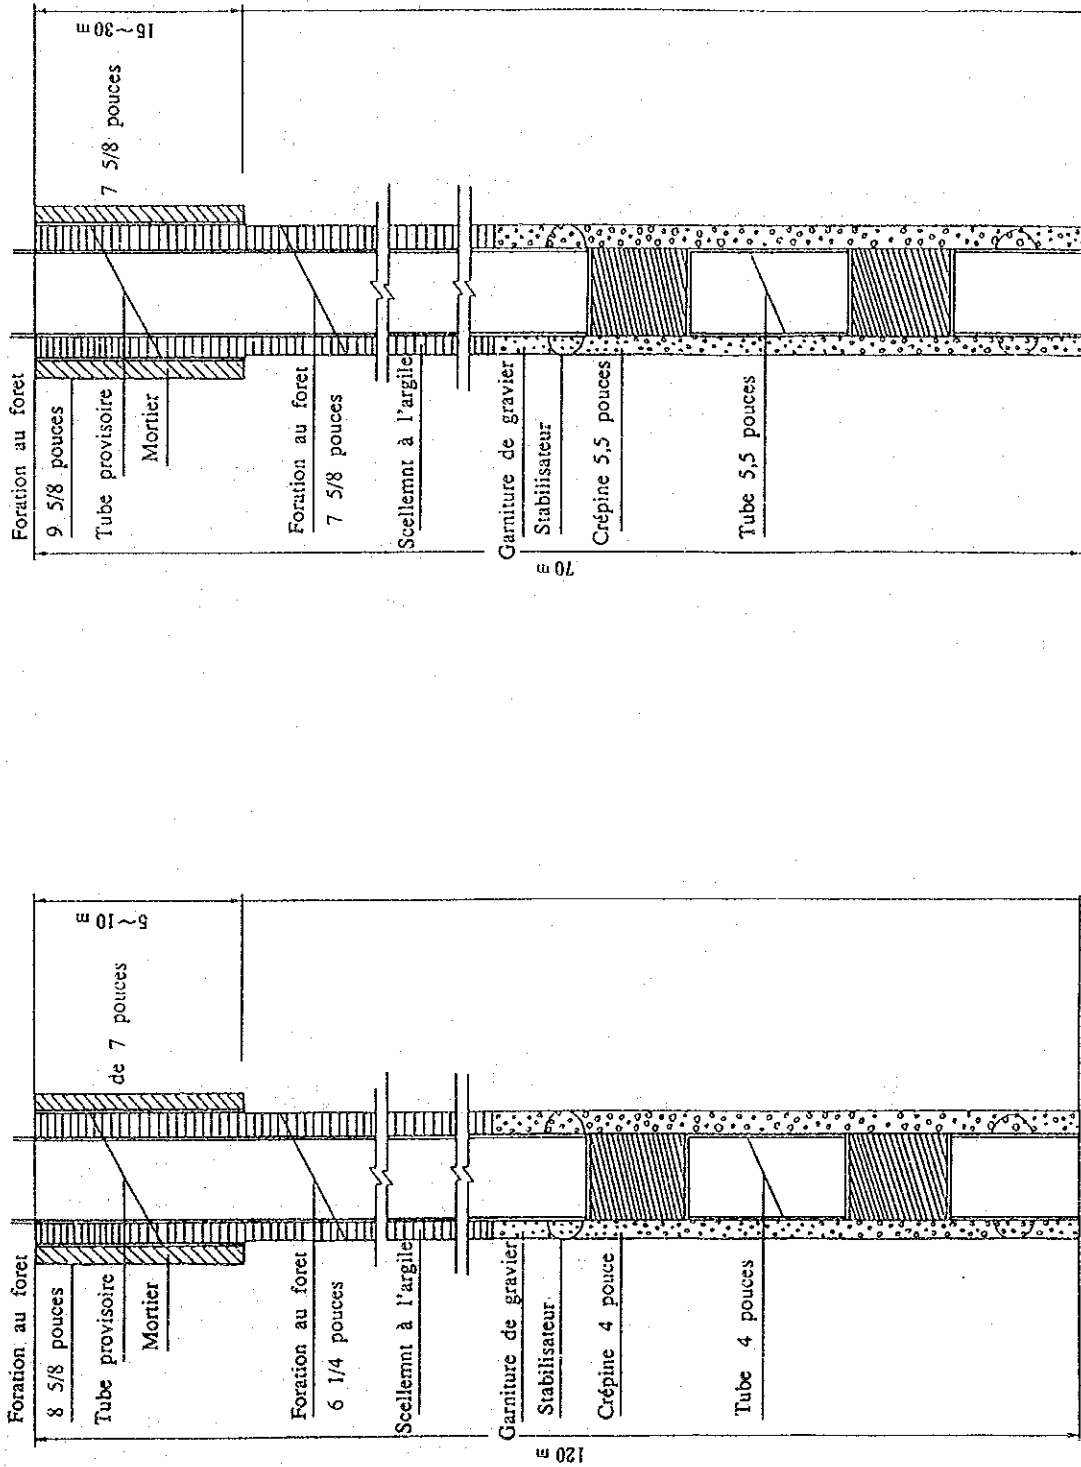 Foration au foret
9 5/8 pouces
Tube provisoire
7 5/8 pouces
Mortier
15~30 m
Foration au foret
7 5/8 pouces
Scellemnt à l'argile
Garniture de gravier
Stabilisateur
Crépine 5,5 pouces
Tube 5,5 pouces
70 m
Foration au foret
8 5/8 pouces
Tube provisoire
de 7 pouces
Mortier
5~10 m
Foration au foret
6 1/4 pouces
Scellemnt à l'argile
Garniture de gravier
Stabilisateur
Crépine 4 pouce
Tube 4 pouces
120 m